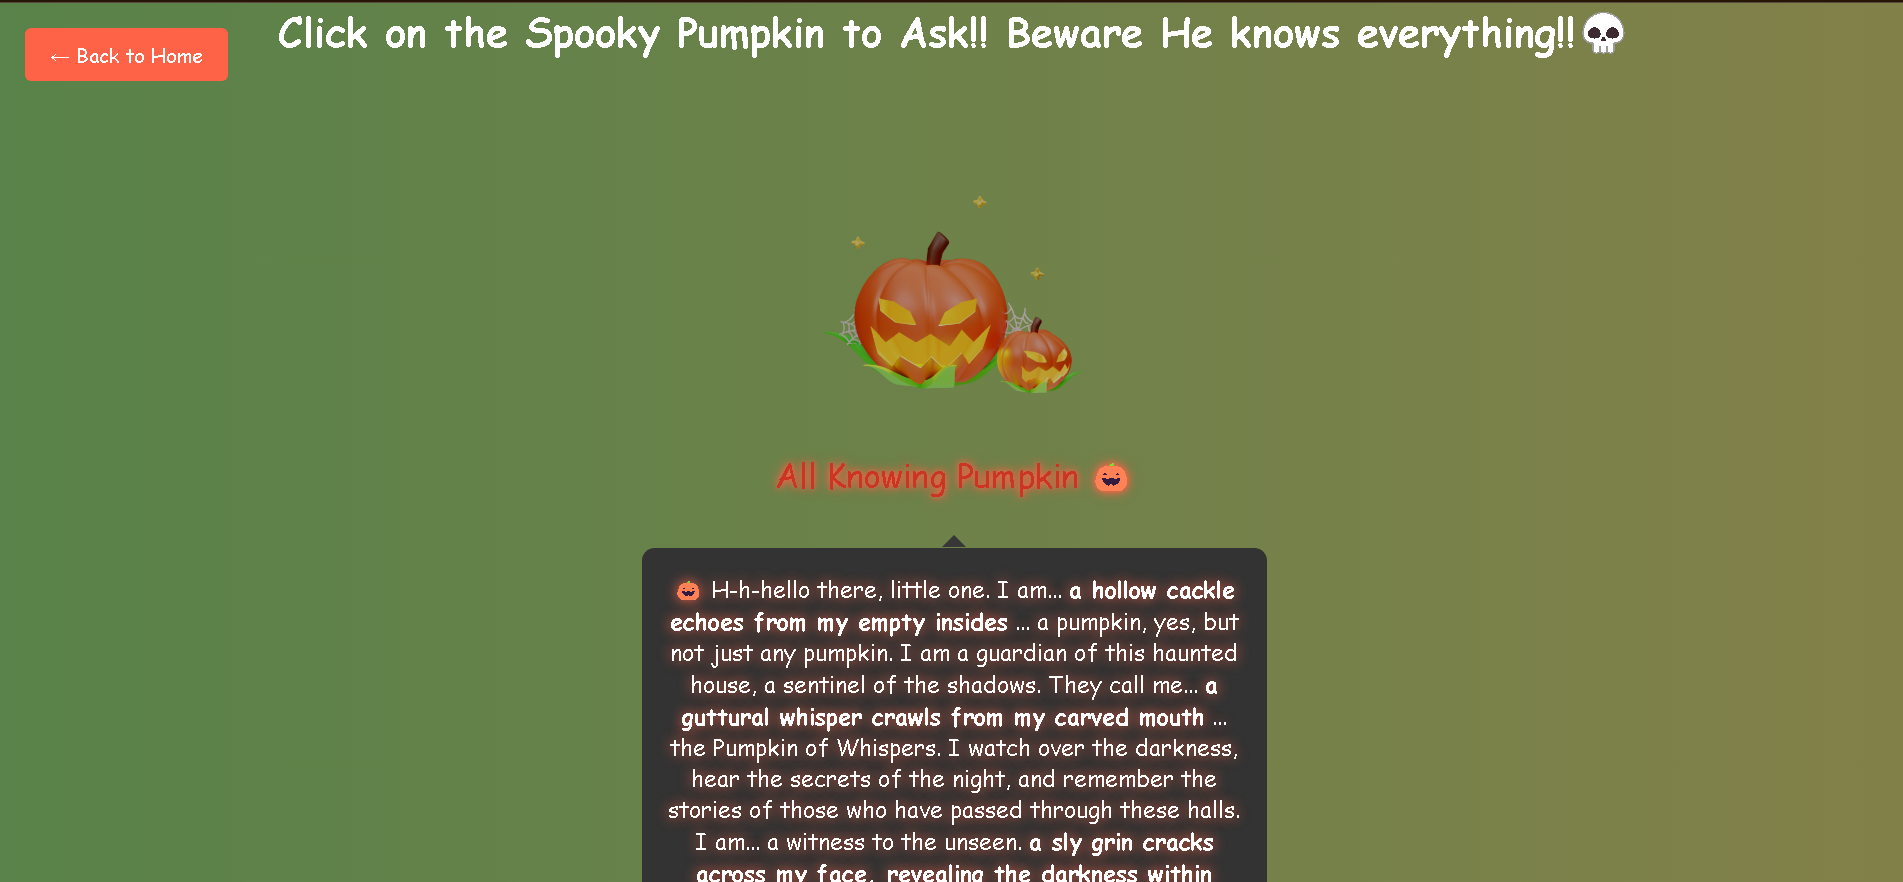 Click on the Spooky Pumpkin to Ask!! Beware He knows everything!!💀
← Back to Home
All Knowing Pumpkin 🎃
🎃 H-h-hello there, little one. I am... a hollow cackle
echoes from my empty insides ... a pumpkin, yes, but
not just any pumpkin. I am a guardian of this haunted
house, a sentinel of the shadows. They call me... a
guttural whisper crawls from my carved mouth ...
the Pumpkin of Whispers. I watch over the darkness,
hear the secrets of the night, and remember the
stories of those who have passed through these halls.
I am... a witness to the unseen. a sly grin cracks
across my face, revealing the darkness within